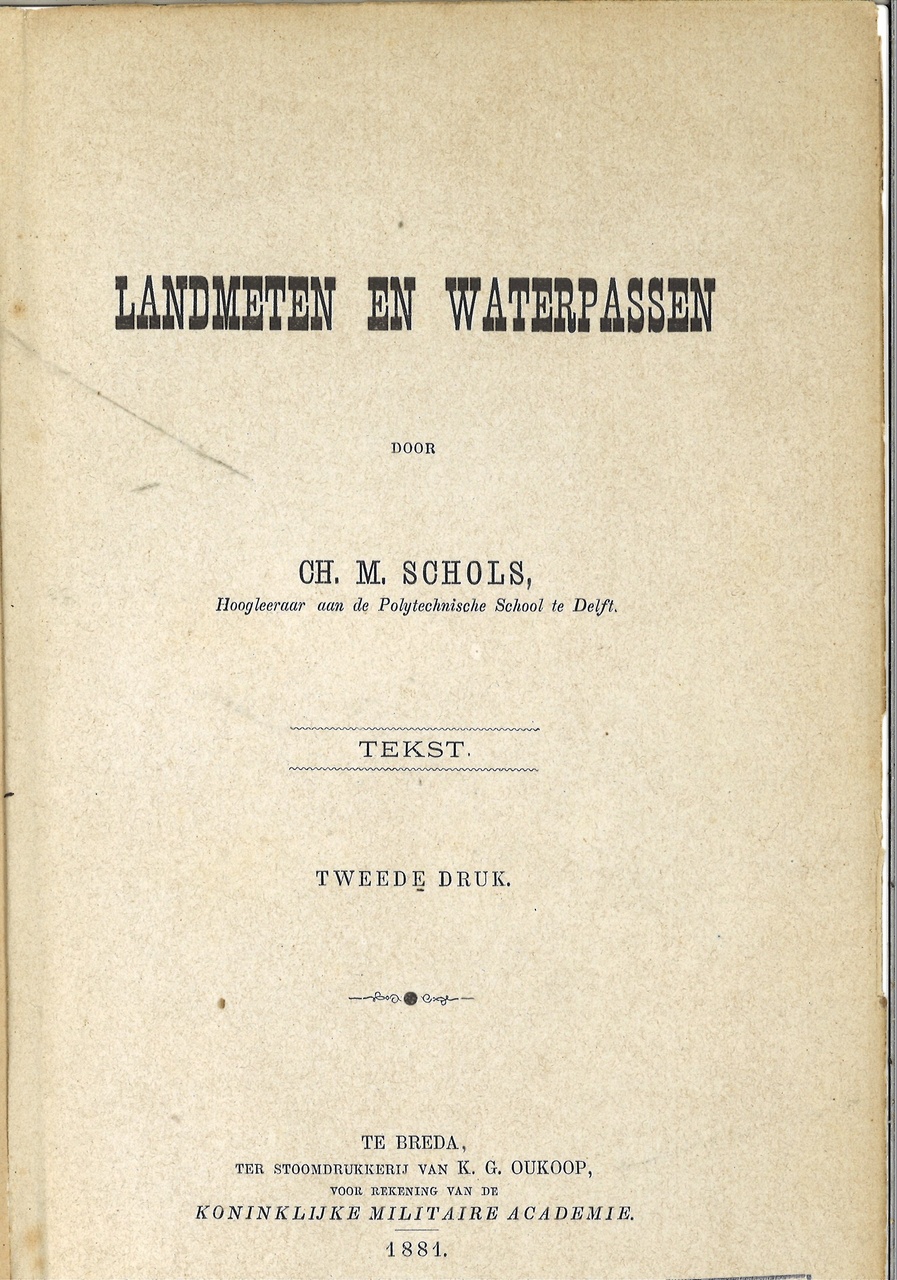 LANDMETEN EN WATERPASSEN
DOOR
CH. M. SCHOLS,
Hoogleeraar aan de Polytechnische School te Delft.
TEKST.
TWEEDE DRUK.
TE BREDA,
TER STOOMDRUKKERIJ VAN K. G. OUKOOP,
VOOR REKENING VAN DE
KONINKLIJKE MILITAIRE ACADEMIE.
1881.